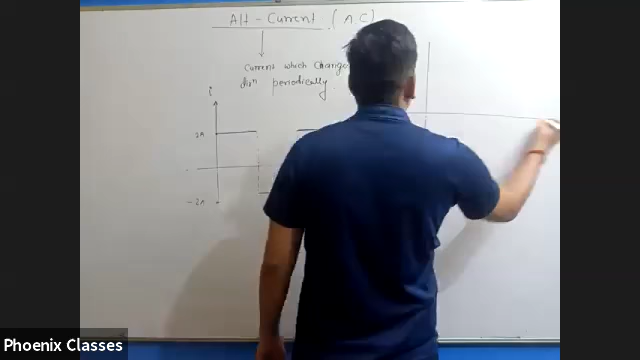 Alt - Current (A.C)
Current which changes
dirⁿ periodically.
i
2A
-2A
Phoenix Classes